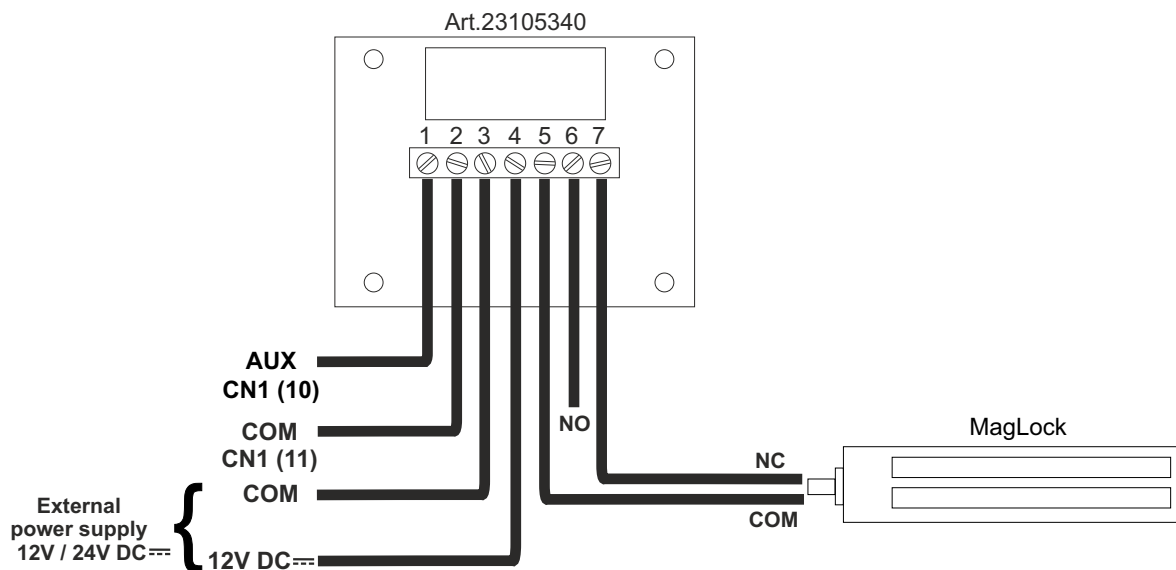 Art.23105340
1 2 3 4 5 6 7
AUX
CN1 (10)
COM
CN1 (11)
NO
MagLock
NC
COM
COM
External
power supply
12V / 24V DC
12V DC